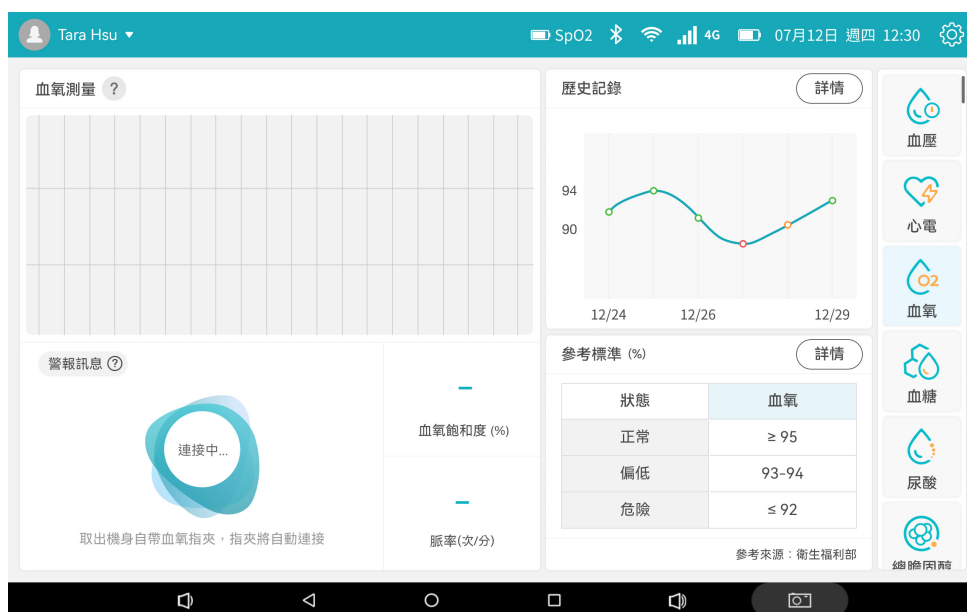 Tara Hsu
SpO2 4G 07月12日 週四 12:30
血氧測量 ?
歷史記錄 詳情
94
90
12/24 12/26 12/29
警報訊息 ?
連接中...
取出機身自帶血氧指夾，指夾將自動連接
–
血氧飽和度 (%)
–
脈率(次/分)
參考標準 (%) 詳情
狀態 血氧
正常 ≥ 95
偏低 93-94
危險 ≤ 92
參考來源：衛生福利部
血壓
心電
O2
血氧
血糖
尿酸
總膽固醇